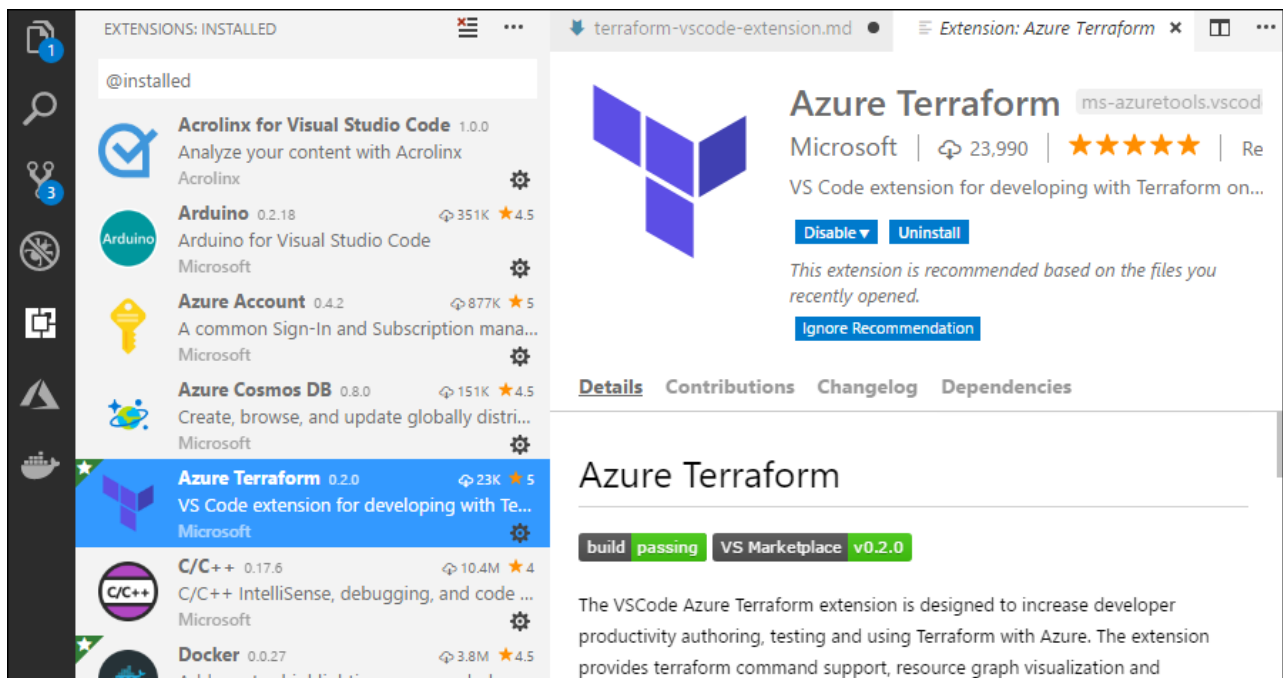 EXTENSIONS: INSTALLED
@installed
Acrolinx for Visual Studio Code 1.0.0
Analyze your content with Acrolinx
Acrolinx
Arduino
Arduino 0.2.18 351K 4.5
Arduino for Visual Studio Code
Microsoft
Azure Account 0.4.2 877K 5
A common Sign-In and Subscription mana...
Microsoft
Azure Cosmos DB 0.8.0 151K 4.5
Create, browse, and update globally distri...
Microsoft
Azure Terraform 0.2.0 23K 5
VS Code extension for developing with Te...
Microsoft
C/C++
C/C++ 0.17.6 10.4M 4
C/C++ IntelliSense, debugging, and code ...
Microsoft
Docker 0.0.27 3.8M 4.5
1
3
terraform-vscode-extension.md
Extension: Azure Terraform
Azure Terraform ms-azuretools.vscod
Microsoft 23,990 Re
VS Code extension for developing with Terraform on...
Disable Uninstall
This extension is recommended based on the files you
recently opened.
Ignore Recommendation
Details Contributions Changelog Dependencies
Azure Terraform
build passing VS Marketplace v0.2.0
The VSCode Azure Terraform extension is designed to increase developer
productivity authoring, testing and using Terraform with Azure. The extension
provides terraform command support, resource graph visualization and